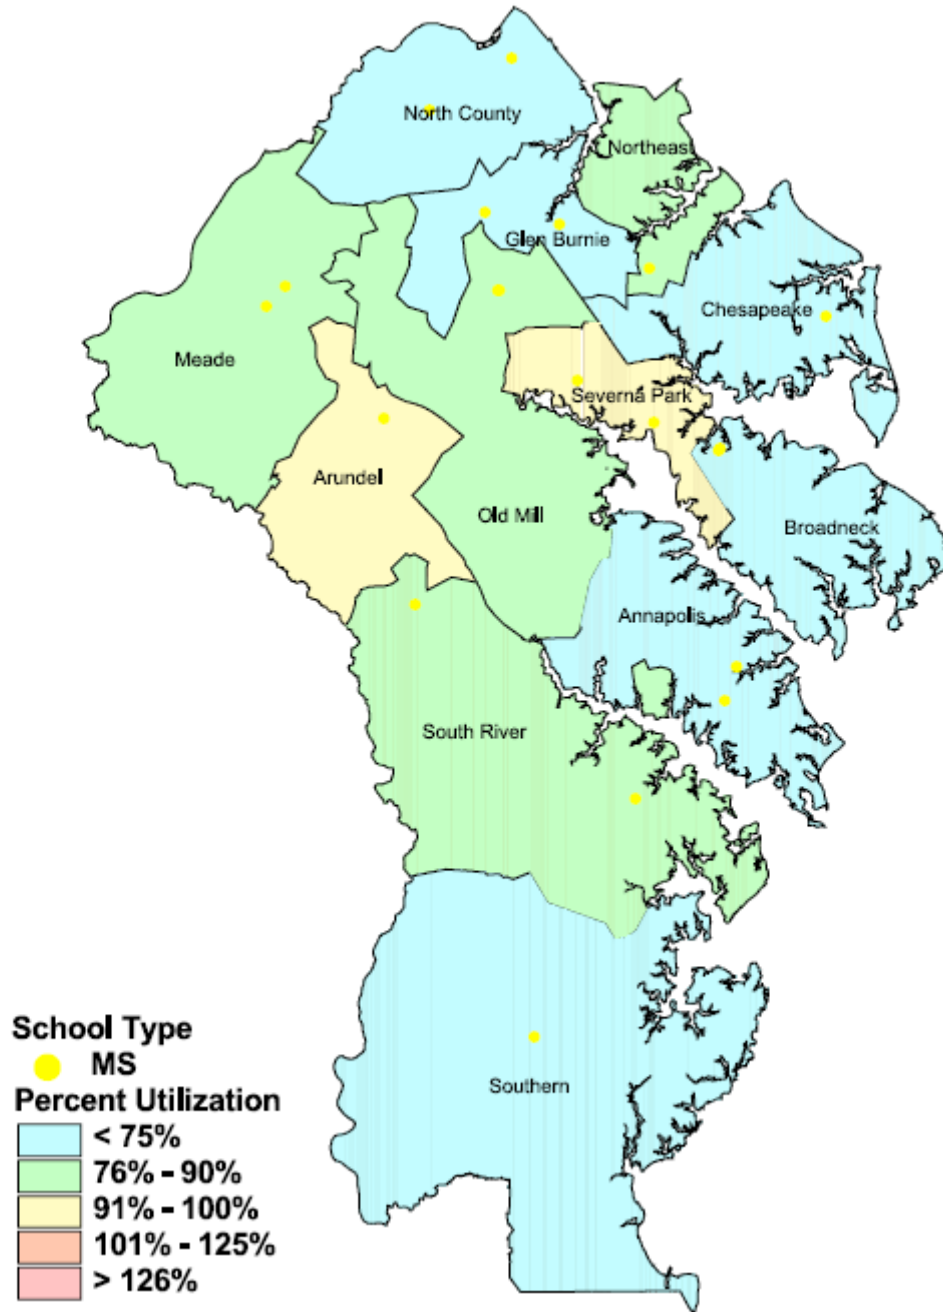 North County
Northeast
Glen Burnie
Chesapeake
Meade
Severna Park
Arundel
Old Mill
Broadneck
Annapolis
South River
Southern
School Type
MS
Percent Utilization
< 75%
76% - 90%
91% - 100%
101% - 125%
> 126%